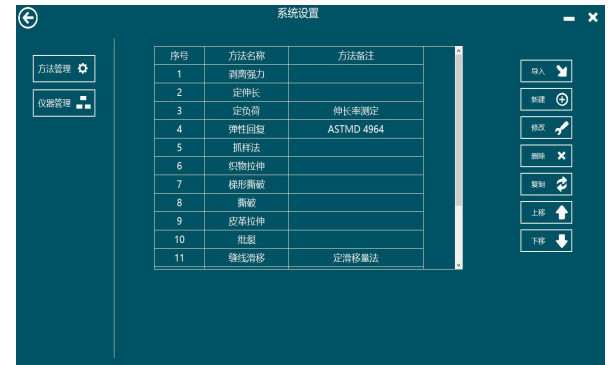 系统设置
方法管理
仪器管理
序号 方法名称 方法备注
1 剥离强力
2 定伸长
3 定负荷 伸长率测定
4 弹性回复 ASTMD 4964
5 抓样法
6 织物拉伸
7 梯形撕破
8 撕破
9 皮革拉伸
10 纰裂
11 缝线滑移 定滑移量法
导入
新建
修改
删除
复制
上移
下移